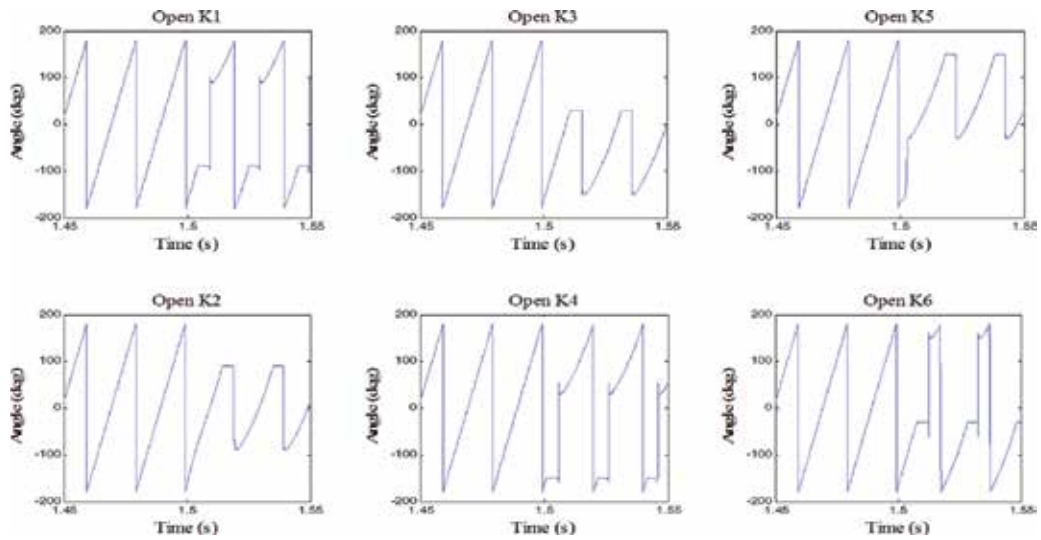 Open K1
200
100
0
-100
-200
1.45
1.5
1.55
Angle (deg)
Time (s)
Open K3
200
100
0
-100
-200
1.45
1.5
1.55
Angle (deg)
Time (s)
Open K5
200
100
0
-100
-200
1.45
1.5
1.55
Angle (deg)
Time (s)
Open K2
200
100
0
-100
-200
1.45
1.5
1.55
Angle (deg)
Time (s)
Open K4
200
100
0
-100
-200
1.45
1.5
1.55
Angle (deg)
Time (s)
Open K6
200
100
0
-100
-200
1.45
1.5
1.55
Angle (deg)
Time (s)